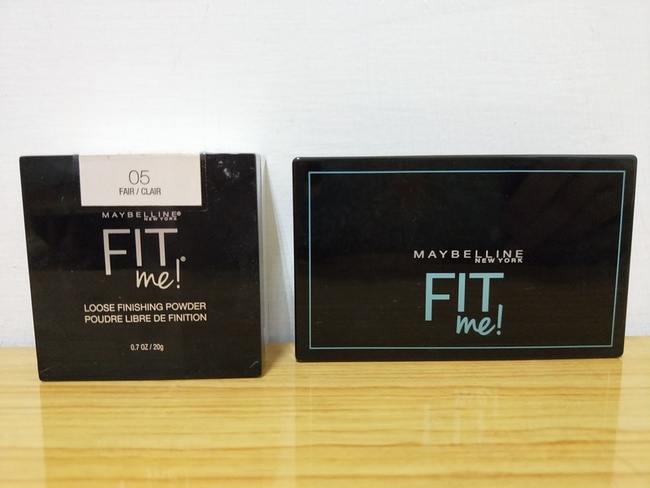 05
FAIR / CLAIR
MAYBELLINE®
NEW YORK
FIT
me!®
LOOSE FINISHING POWDER
POUDRE LIBRE DE FINITION
0.7 OZ / 20g
MAYBELLINE
NEW YORK
FIT
me!